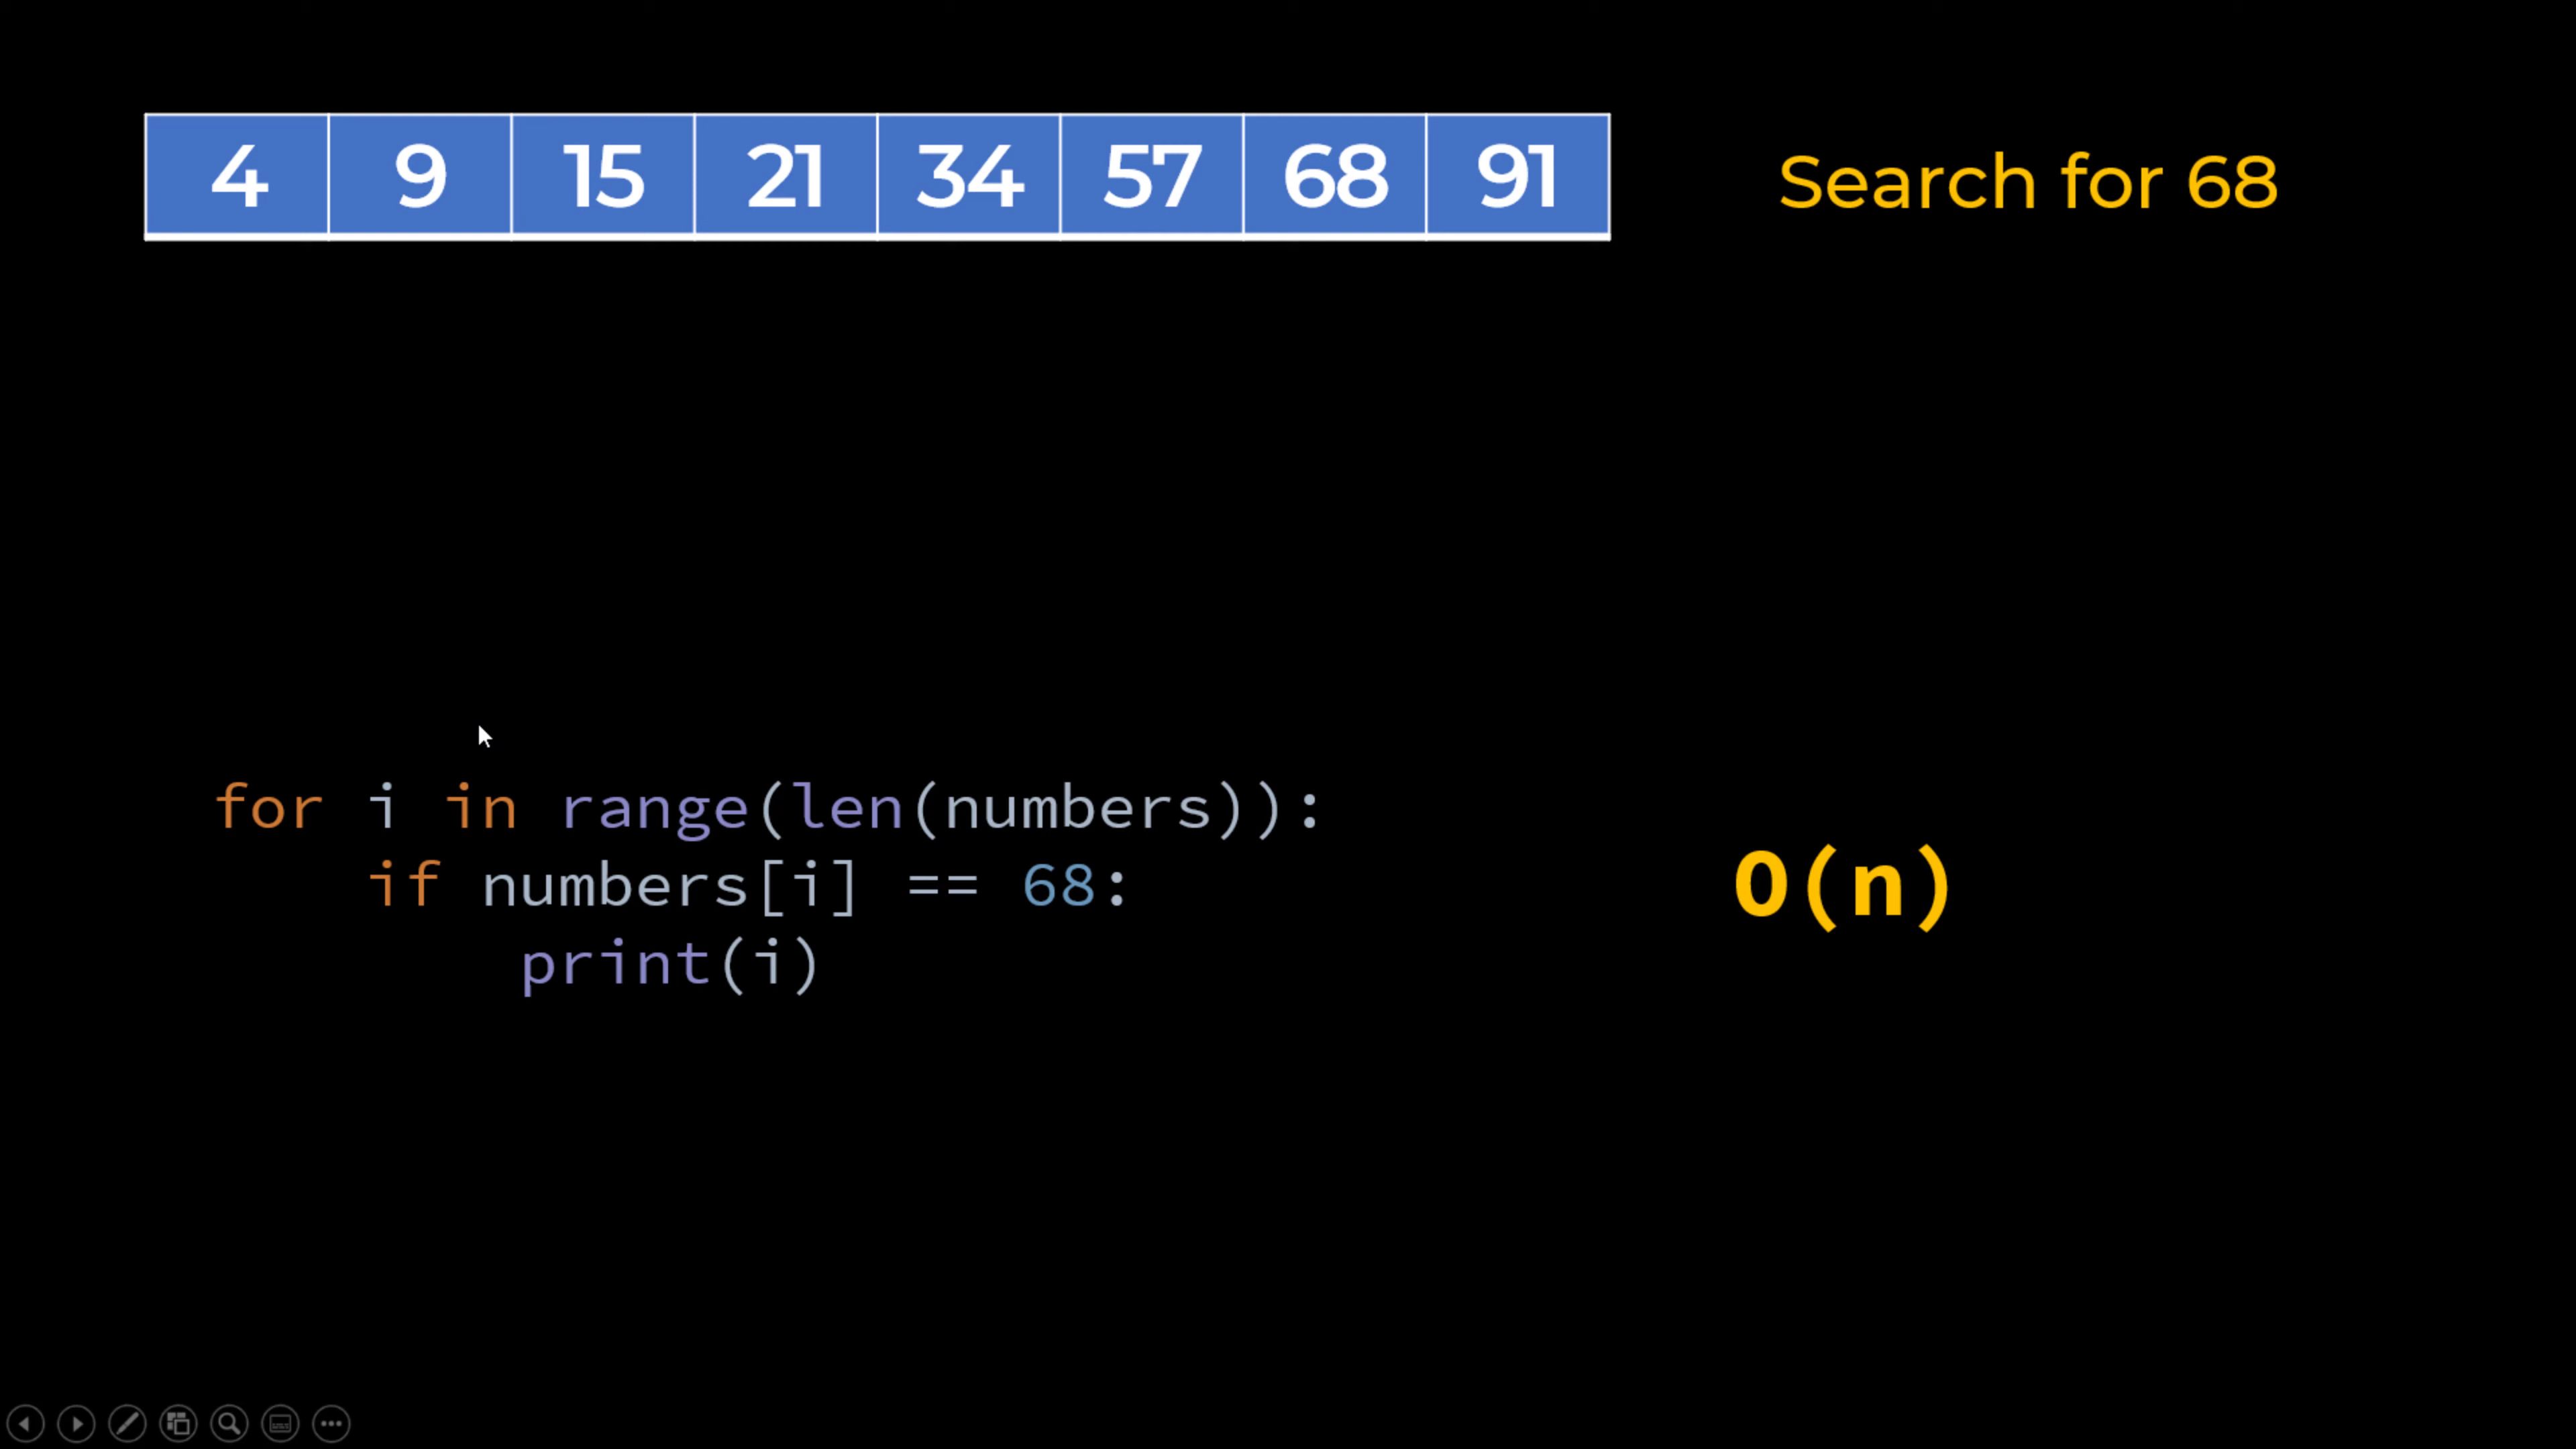 4 9 15 21 34 57 68 91
Search for 68
for i in range(len(numbers)):
if numbers[i] == 68:
print(i)
O(n)